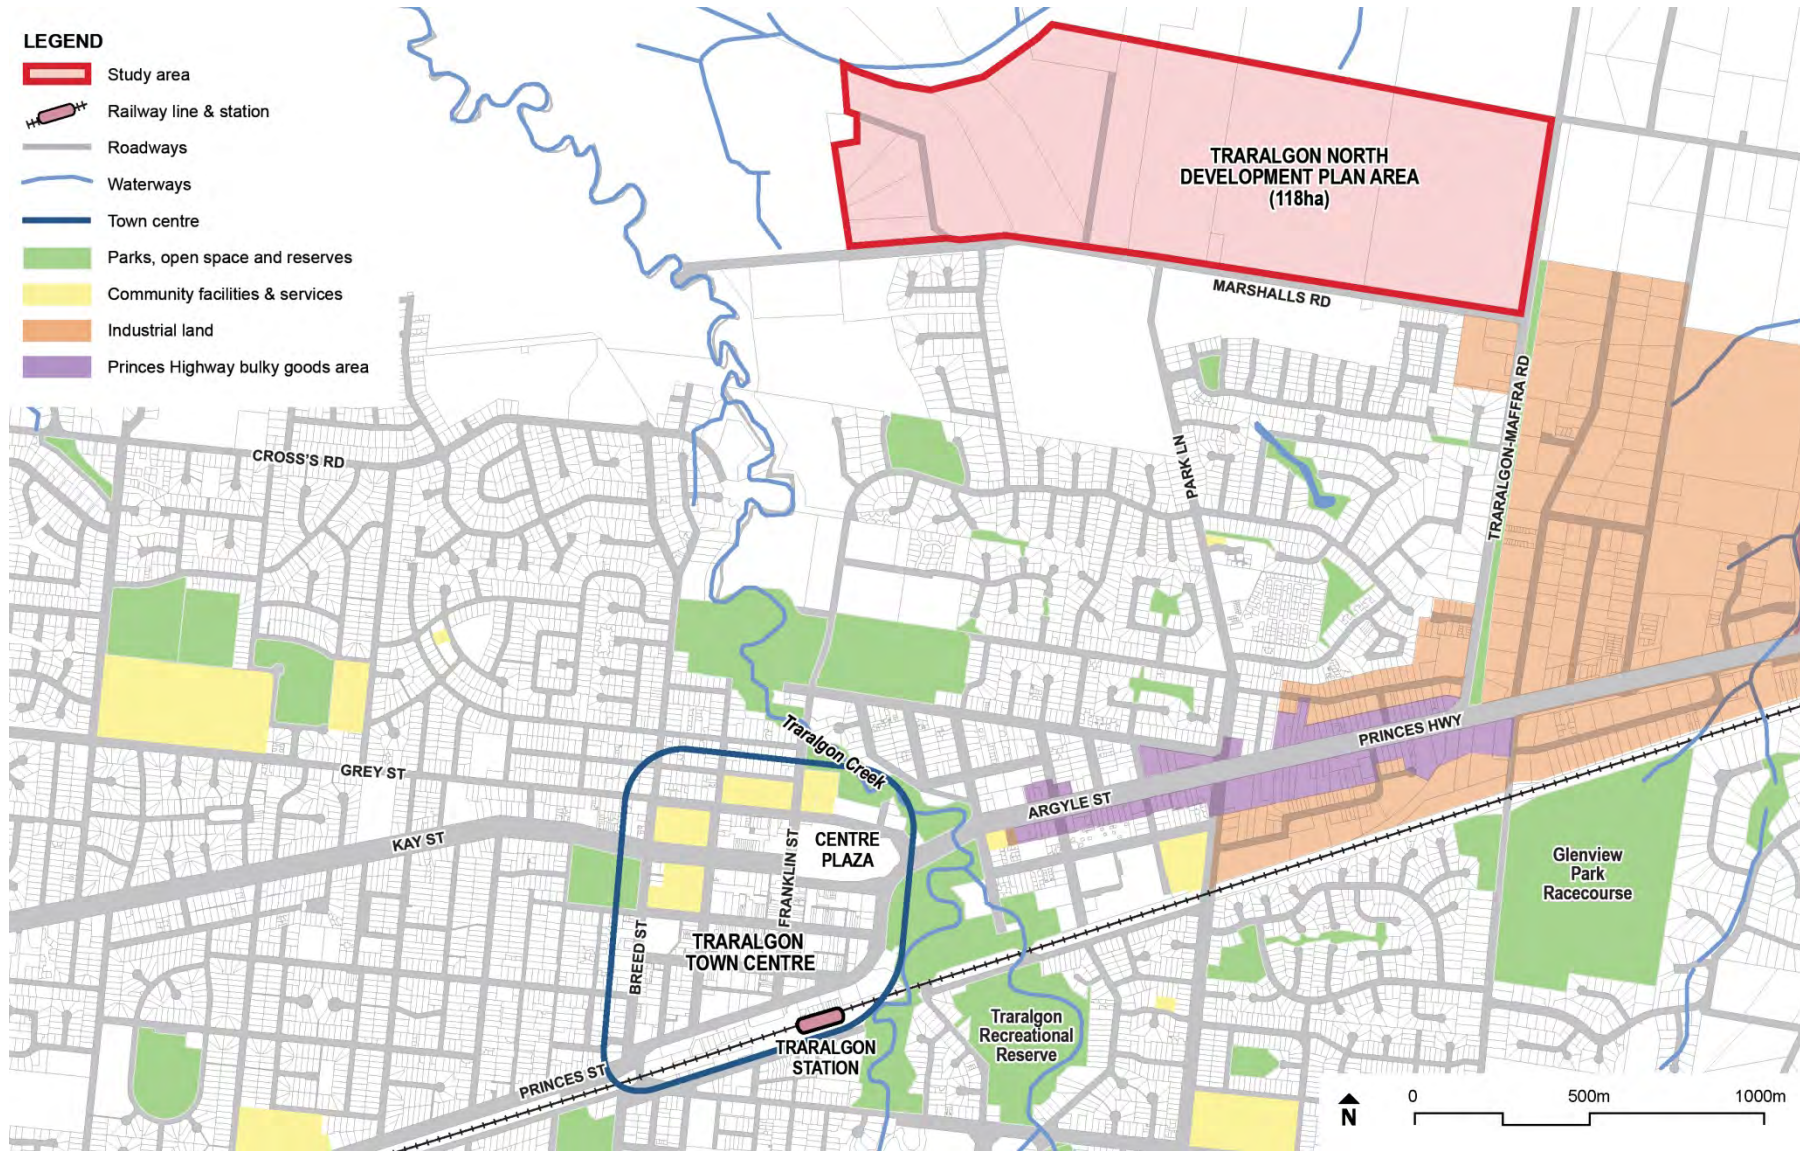 LEGEND
Study area
Railway line & station
Roadways
Waterways
Town centre
Parks, open space and reserves
Community facilities & services
Industrial land
Princes Highway bulky goods area
TRARALGON NORTH
DEVELOPMENT PLAN AREA
(118ha)
MARSHALLS RD
TRARALGON-MAFFRA RD
PARK LN
CROSS'S RD
Traralgon Creek
PRINCES HWY
GREY ST
ARGYLE ST
KAY ST
FRANKLIN ST
CENTRE
PLAZA
Glenview
Park
Racecourse
BREED ST
TRARALGON
TOWN CENTRE
Traralgon
Recreational
Reserve
TRARALGON
STATION
PRINCES ST
N
0
500m
1000m